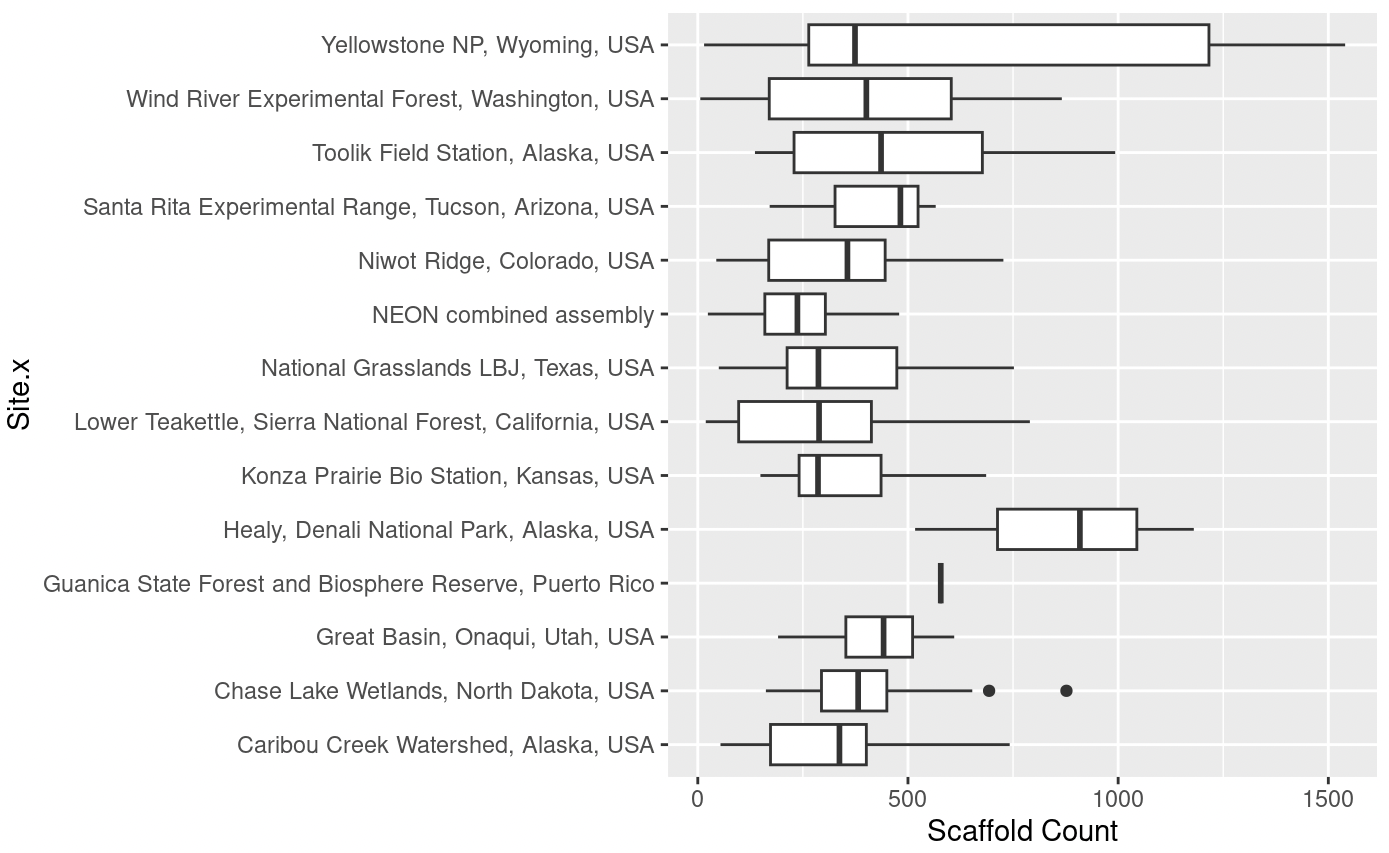 Yellowstone NP, Wyoming, USA
Wind River Experimental Forest, Washington, USA
Toolik Field Station, Alaska, USA
Santa Rita Experimental Range, Tucson, Arizona, USA
Niwot Ridge, Colorado, USA
NEON combined assembly
National Grasslands LBJ, Texas, USA
Lower Teakettle, Sierra National Forest, California, USA
Konza Prairie Bio Station, Kansas, USA
Healy, Denali National Park, Alaska, USA
Guanica State Forest and Biosphere Reserve, Puerto Rico
Great Basin, Onaqui, Utah, USA
Chase Lake Wetlands, North Dakota, USA
Caribou Creek Watershed, Alaska, USA
Site.x
0 500 1000 1500
Scaffold Count